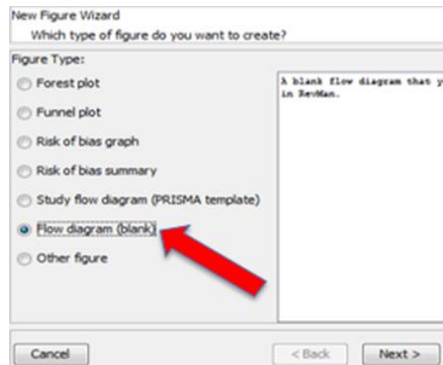 New Figure Wizard
Which type of figure do you want to create?
Figure Type:
Forest plot
Funnel plot
Risk of bias graph
Risk of bias summary
Study flow diagram (PRISMA template)
Flow diagram (blank)
Other figure
A blank flow diagram that y
in RevMan.
Cancel
< Back
Next >